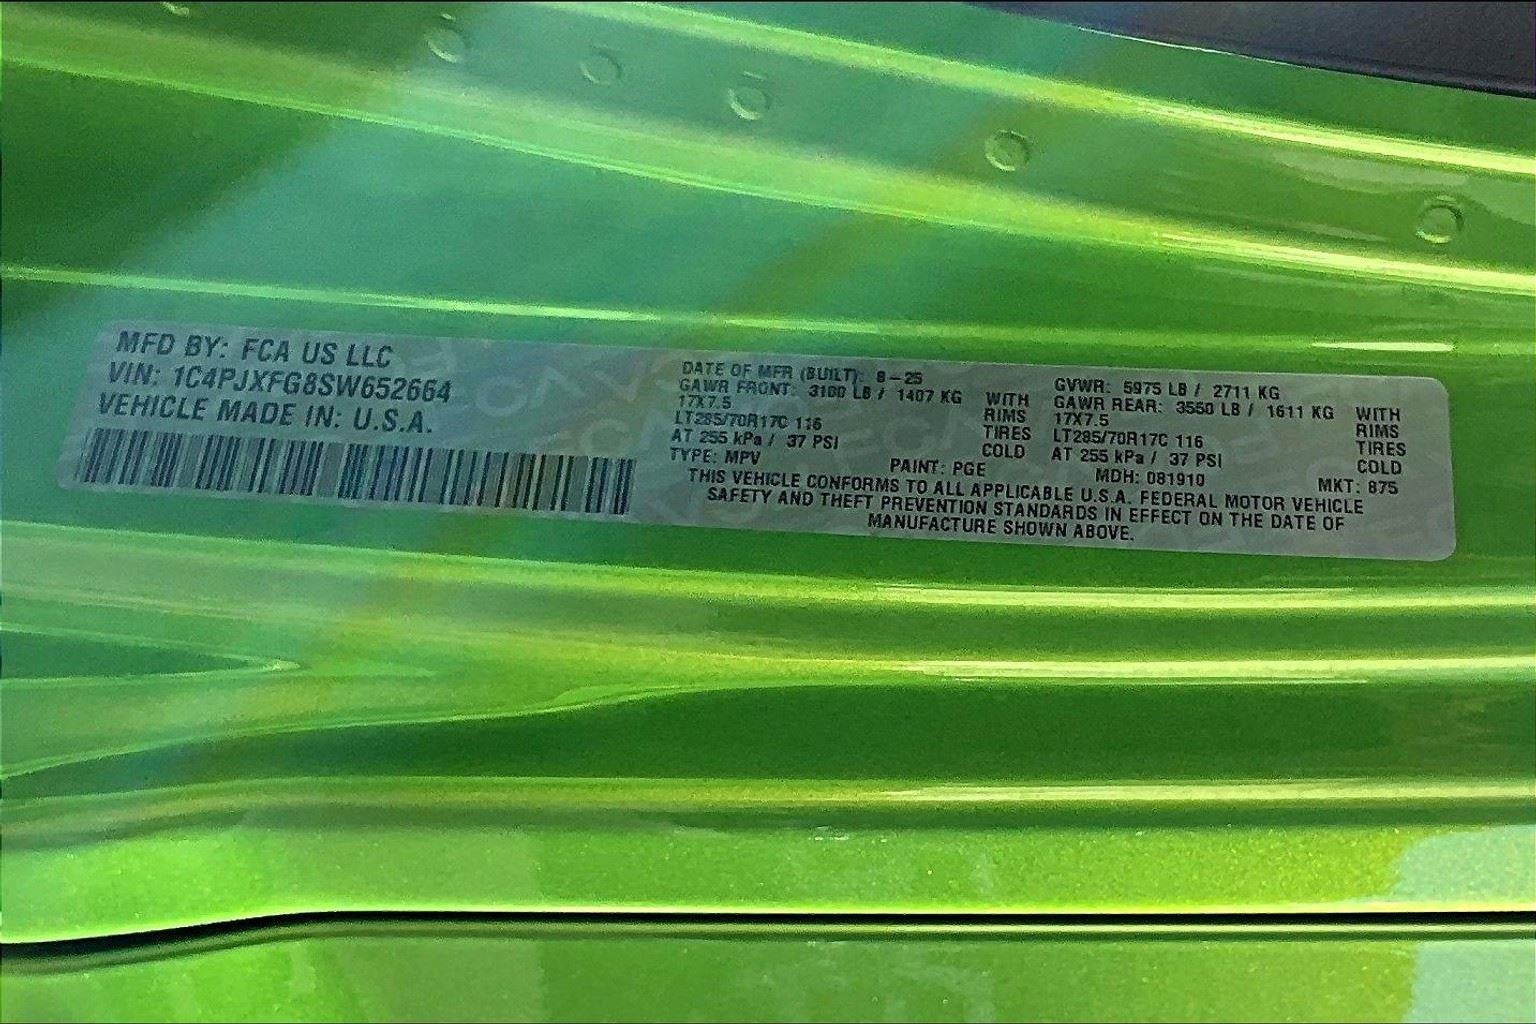 MFD BY: FCA US LLC
VIN: 1C4PJXFG8SW652664
VEHICLE MADE IN: U.S.A.
DATE OF MFR (BUILT): 8-25
GAWR FRONT: 3100 LB / 1407 KG WITH
17X7.5 RIMS
LT285/70R17C 116 TIRES
AT 255 kPa / 37 PSI COLD
TYPE: MPV
GVWR: 5975 LB / 2711 KG
GAWR REAR: 3550 LB / 1611 KG WITH
17X7.5 RIMS
LT285/70R17C 116 TIRES
AT 255 kPa / 37 PSI COLD
PAINT: PGE MDH: 081910 MKT: 875
THIS VEHICLE CONFORMS TO ALL APPLICABLE U.S.A. FEDERAL MOTOR VEHICLE
SAFETY AND THEFT PREVENTION STANDARDS IN EFFECT ON THE DATE OF
MANUFACTURE SHOWN ABOVE.